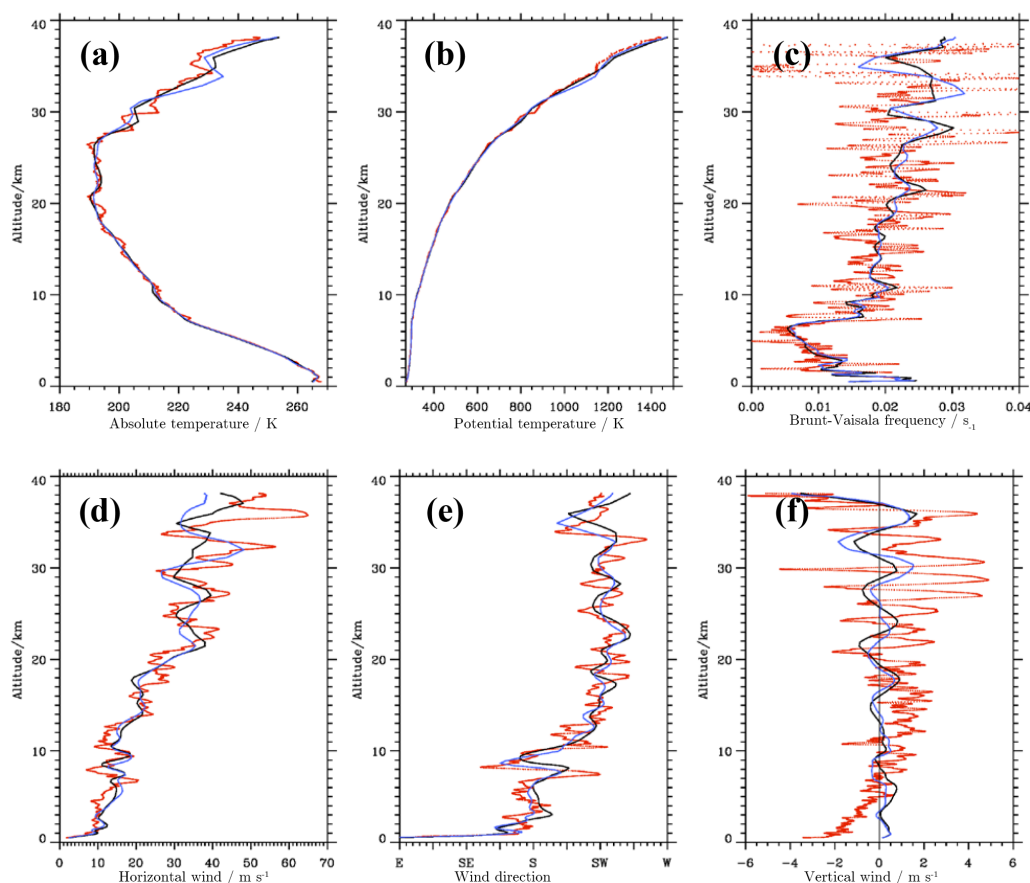 (a)
40
30
20
10
0
Altitude/km
180 200 220 240 260
Absolute temperature / K
(b)
40
30
20
10
0
Altitude/km
400 600 800 1000 1200 1400
Potential temperature / K
(c)
40
30
20
10
0
Altitude/km
0.00 0.01 0.02 0.03 0.04
Brunt-Vaisala frequency / s-1
(d)
40
30
20
10
0
Altitude/km
0 10 20 30 40 50 60 70
Horizontal wind / m s-1
(e)
40
30
20
10
0
Altitude/km
E SE S SW W
Wind direction
(f)
40
30
20
10
0
Altitude/km
-6 -4 -2 0 2 4 6
Vertical wind / m s-1